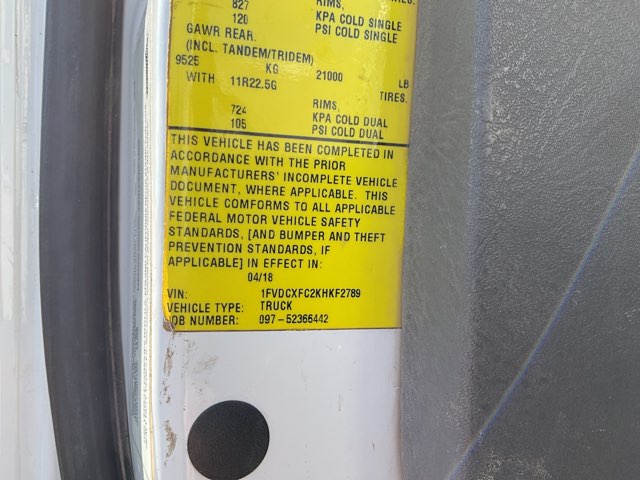 TIRES.
827 RIMS,
120 KPA COLD SINGLE
PSI COLD SINGLE
GAWR REAR.
(INCL. TANDEM/TRIDEM)
9525 KG 21000 LB
WITH 11R22.5G TIRES.
RIMS,
724 KPA COLD DUAL
105 PSI COLD DUAL
THIS VEHICLE HAS BEEN COMPLETED IN
ACCORDANCE WITH THE PRIOR
MANUFACTURERS' INCOMPLETE VEHICLE
DOCUMENT, WHERE APPLICABLE. THIS
VEHICLE COMFORMS TO ALL APPLICABLE
FEDERAL MOTOR VEHICLE SAFETY
STANDARDS, [AND BUMPER AND THEFT
PREVENTION STANDARDS, IF
APPLICABLE] IN EFFECT IN:
04/18
VIN: 1FVDCXFC2KHKF2789
VEHICLE TYPE: TRUCK
JOB NUMBER: 097-52366442